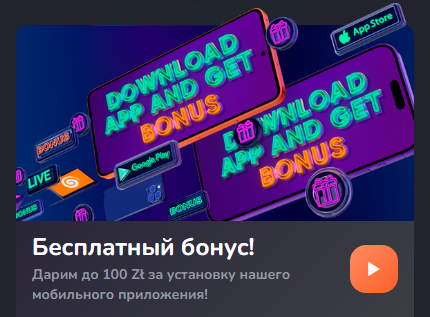 App Store
DOWNLOAD
APP AND GET
BONUS
DOWNLOAD
APP AND GET
BONUS
BONUS
Google Play
LIVE
BONUS
BONUS
Бесплатный бонус!
Дарим до 100 Zł за установку нашего
мобильного приложения!